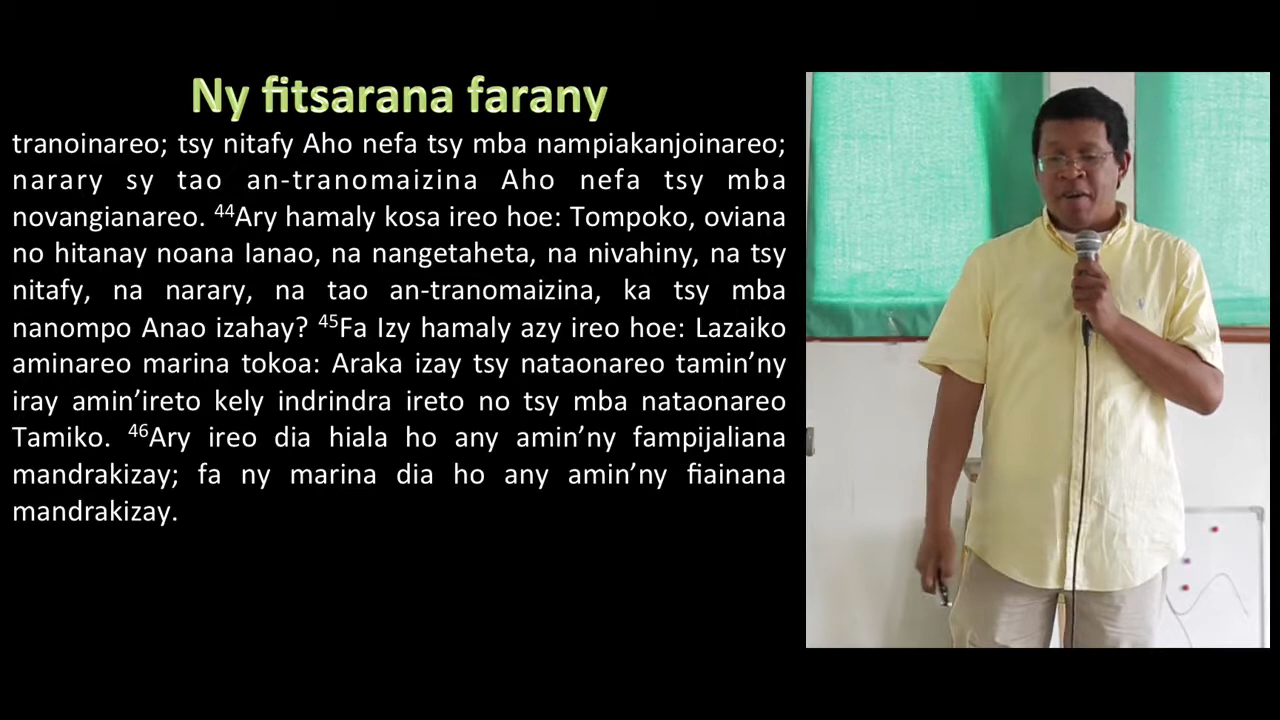 Ny fitsarana farany
tranoinareo; tsy nitafy Aho nefa tsy mba nampiakanjoinareo;
narary sy tao an-tranomaizina Aho nefa tsy mba
novangianareo. ⁴⁴Ary hamaly kosa ireo hoe: Tompoko, oviana
no hitanay noana Ianao, na nangetaheta, na nivahiny, na tsy
nitafy, na narary, na tao an-tranomaizina, ka tsy mba
nanompo Anao izahay? ⁴⁵Fa Izy hamaly azy ireo hoe: Lazaiko
aminareo marina tokoa: Araka izay tsy nataonareo tamin’ny
iray amin’ireto kely indrindra ireto no tsy mba nataonareo
Tamiko. ⁴⁶Ary ireo dia hiala ho any amin’ny fampijaliana
mandrakizay; fa ny marina dia ho any amin’ny fiainana
mandrakizay.